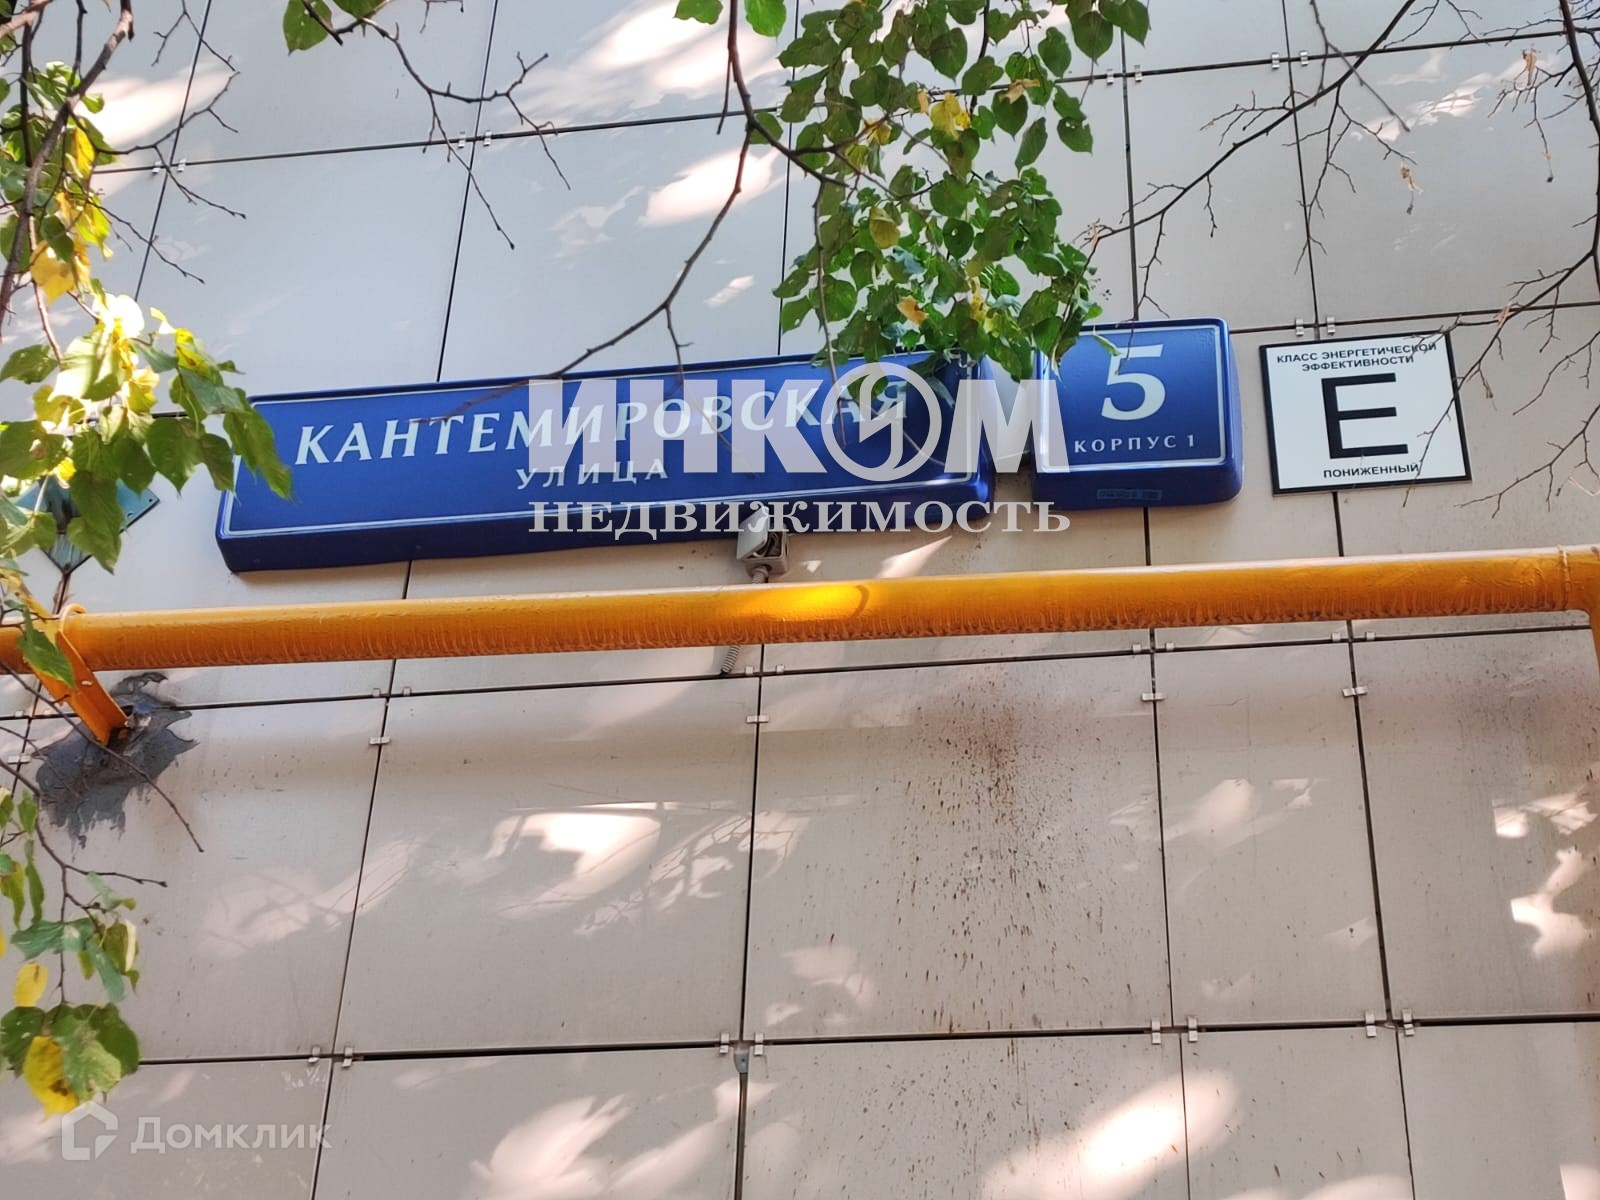 КАНТЕМИРОВСКАЯ
УЛИЦА
5
КОРПУС 1
КЛАСС ЭНЕРГЕТИЧЕСКОЙ
ЭФФЕКТИВНОСТИ
E
ПОНИЖЕННЫЙ
ИНКОМ
НЕДВИЖИМОСТЬ
Домклик